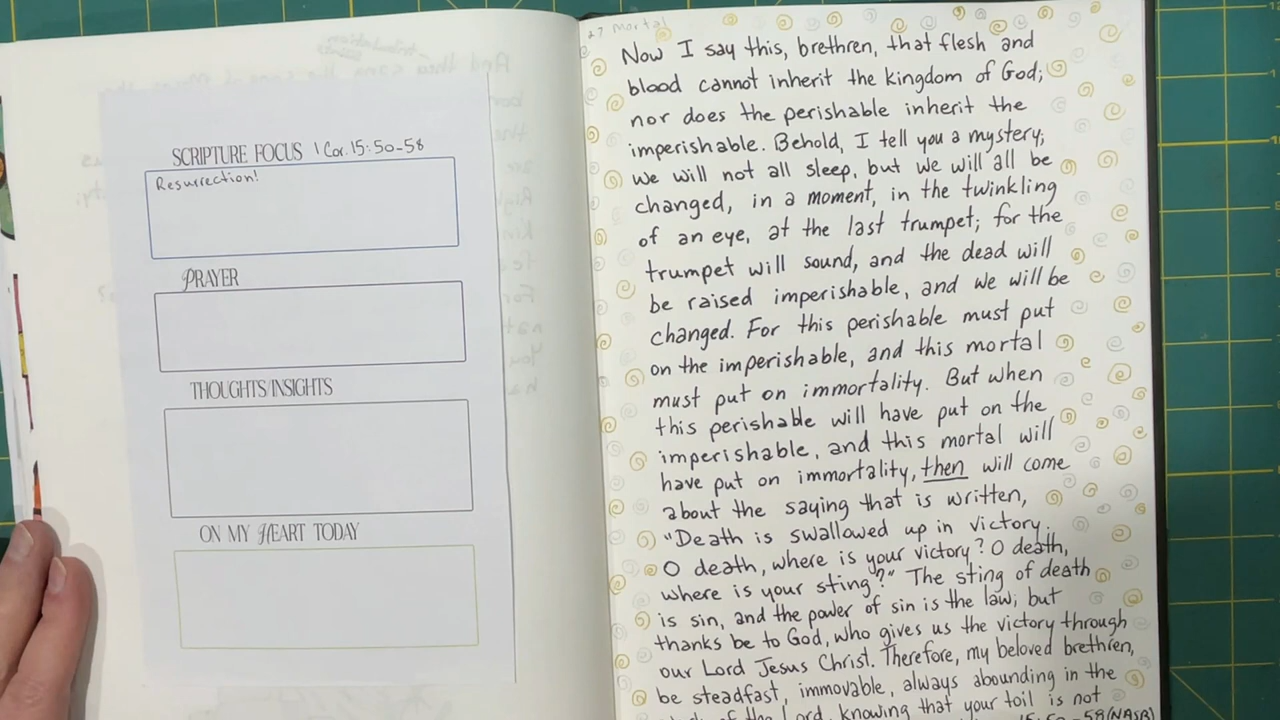 SCRIPTURE FOCUS 1 Cor. 15:50-58
Resurrection!
PRAYER
THOUGHTS/INSIGHTS
ON MY HEART TODAY
27 mortal
Now I say this, brethren, that flesh and
blood cannot inherit the kingdom of God;
nor does the perishable inherit the
imperishable. Behold, I tell you a mystery;
we will not all sleep, but we will all be
changed, in a moment, in the twinkling
of an eye, at the last trumpet; for the
trumpet will sound, and the dead will
be raised imperishable, and we will be
changed. For this perishable must put
on the imperishable, and this mortal
must put on immortality. But when
this perishable will have put on the
imperishable, and this mortal will
have put on immortality, then will come
about the saying that is written,
"Death is swallowed up in victory.
O death, where is your victory? O death,
where is your sting?" The sting of death
is sin, and the power of sin is the law; but
thanks be to God, who gives us the victory through
our Lord Jesus Christ. Therefore, my beloved brethren,
be steadfast, immovable, always abounding in the
of the Lord, knowing that your toil is not
58 (NASB)